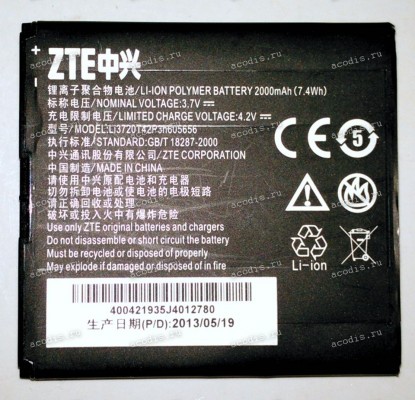 ZTE中兴
锂离子聚合物电池/LI-ION POLYMER BATTERY 2000mAh (7.4Wh)
标称电压/NOMINAL VOLTAGE:3.7V
充电限制电压/LIMITED CHARGE VOLTAGE:4.2V
型号/MODEL:Li3720T42P3h605656
执行标准/STANDARD:GB/T 18287-2000
中兴通讯股份有限公司/ZTE CORPORATION
中国制造/MADE IN CHINA
请使用中兴原配电池和充电器
切勿拆卸电池以及电极短路
请正确回收或处理
破坏或投入火中有爆炸危险
Use only ZTE original batteries and chargers
Do not disassemble or short circuit the battery
Must be recycled or disposed properly
May explode if damaged or disposed in fire
CE
5
Li-ion
400421935J4012780
生产日期(P/D):2013/05/19
acodis.ru